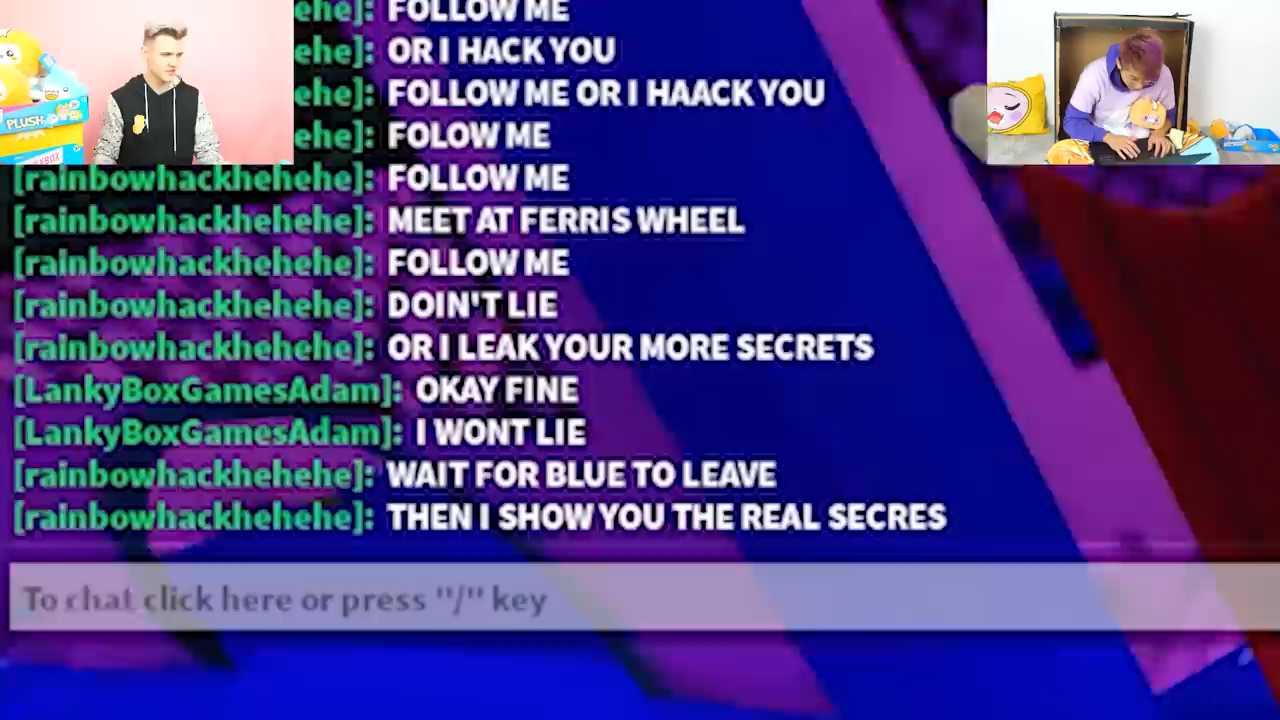 ehe]: FOLLOW ME
ehe]: OR I HACK YOU
ehe]: FOLLOW ME OR I HAACK YOU
ehe]: FOLOW ME
[rainbowhackhehehe]: FOLLOW ME
[rainbowhackhehehe]: MEET AT FERRIS WHEEL
[rainbowhackhehehe]: FOLLOW ME
[rainbowhackhehehe]: DOIN'T LIE
[rainbowhackhehehe]: OR I LEAK YOUR MORE SECRETS
[LankyBoxGamesAdam]: OKAY FINE
[LankyBoxGamesAdam]: I WONT LIE
[rainbowhackhehehe]: WAIT FOR BLUE TO LEAVE
[rainbowhackhehehe]: THEN I SHOW YOU THE REAL SECRES
To chat click here or press "/" key
PLUSH